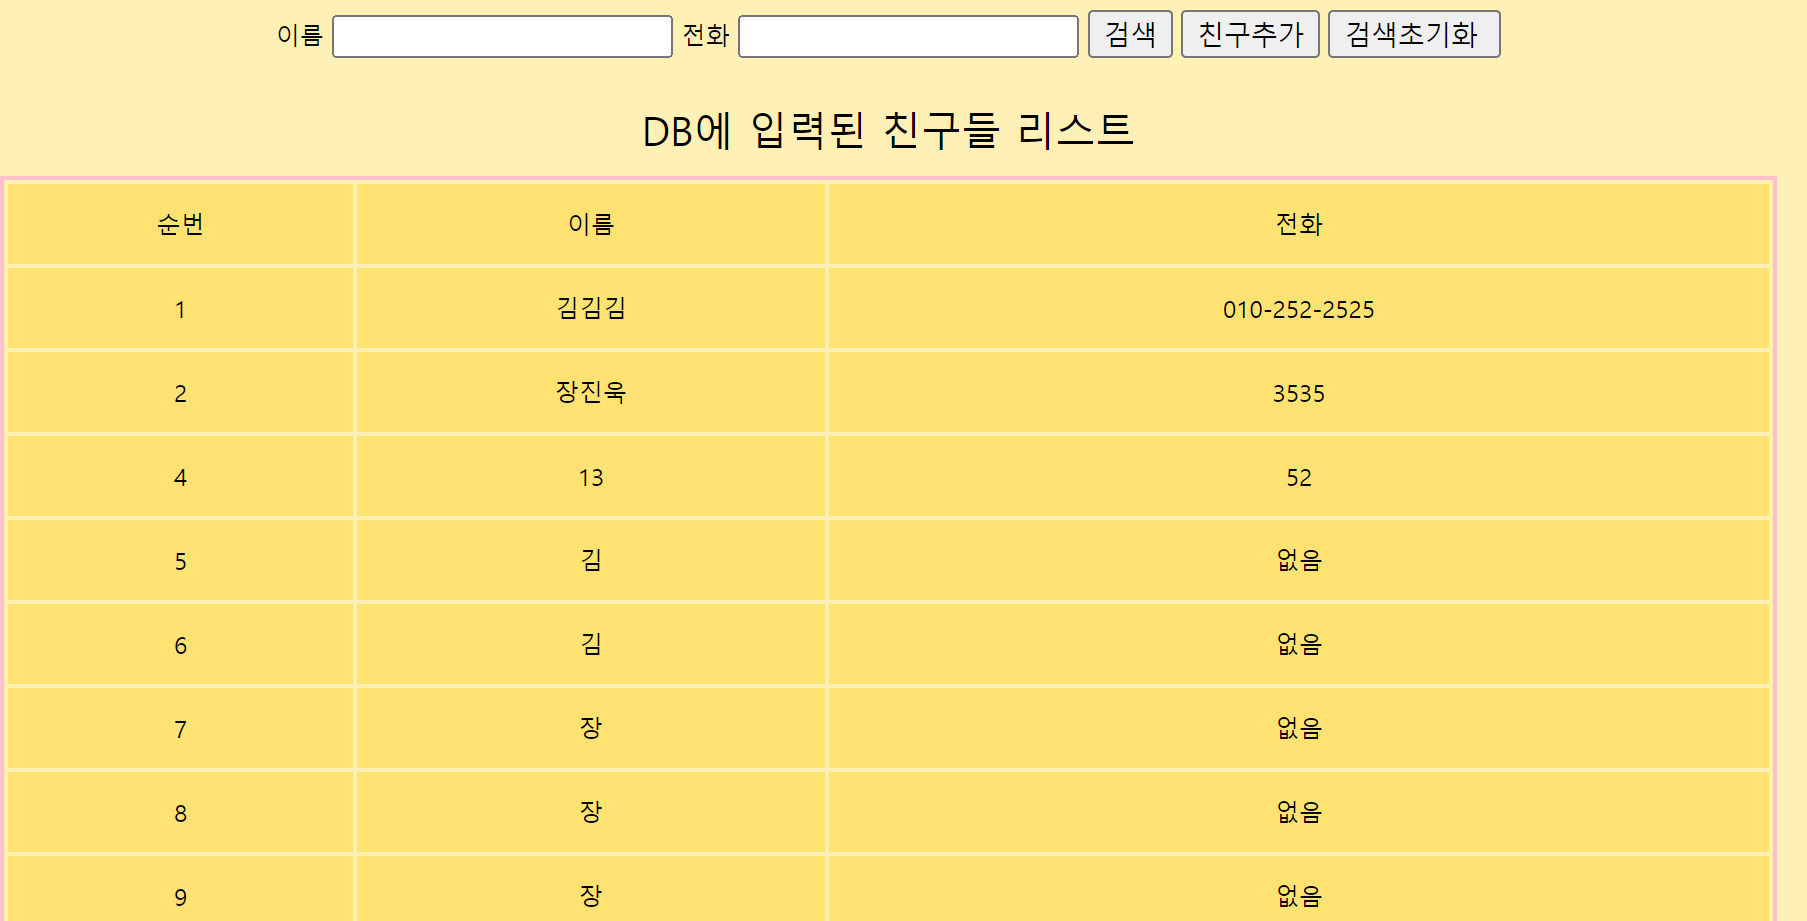 이름 전화 검색 친구추가 검색초기화
DB에 입력된 친구들 리스트
순번 이름 전화
1 김김김 010-252-2525
2 장진욱 3535
4 13 52
5 김 없음
6 김 없음
7 장 없음
8 장 없음
9 장 없음